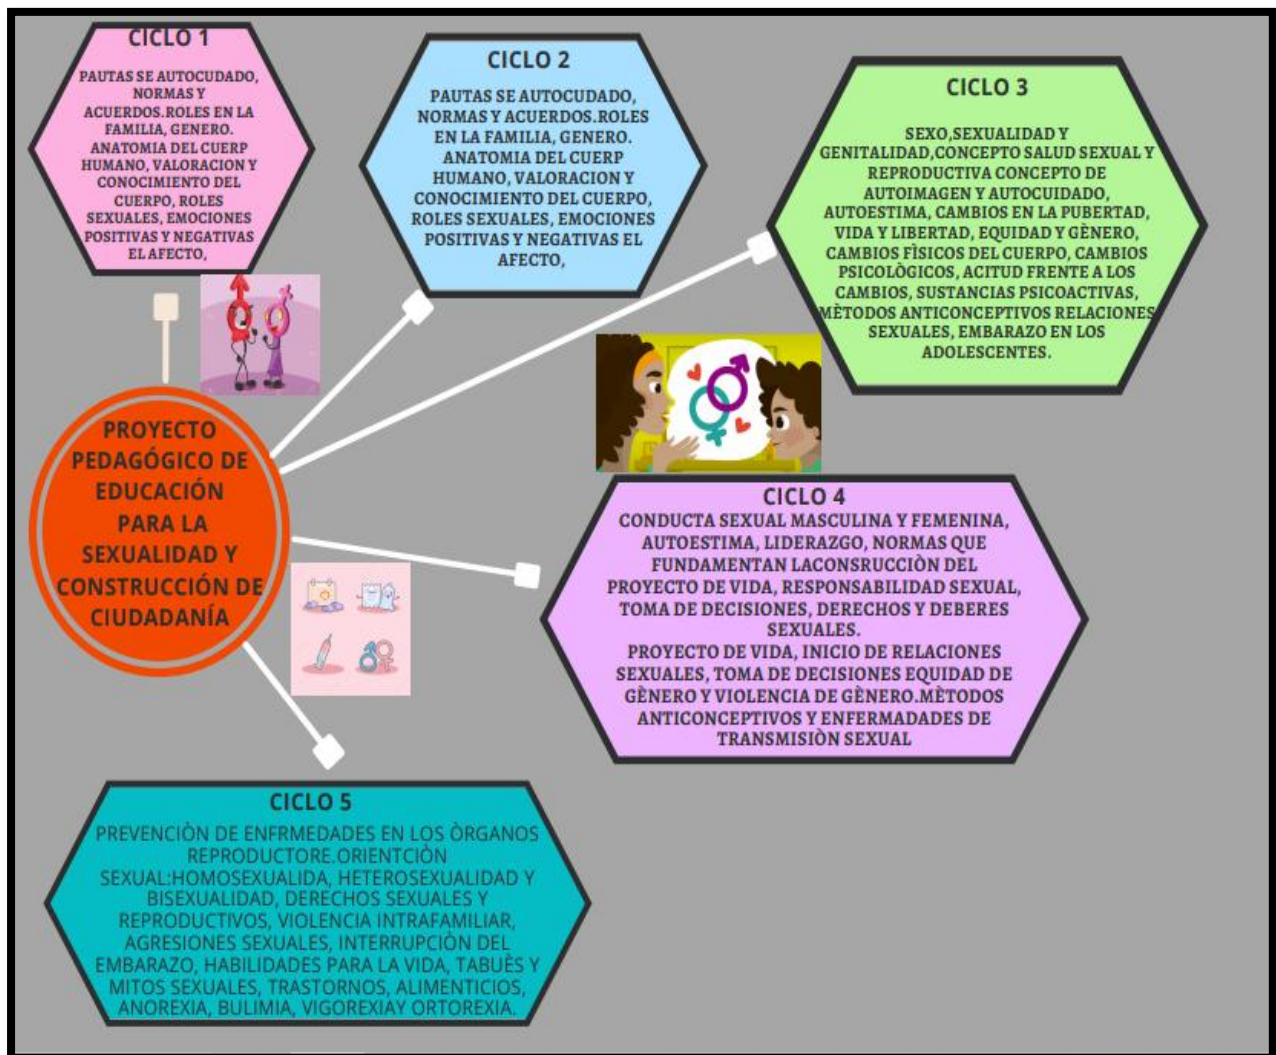 CICLO 1
PAUTAS SE AUTOCUDADO,
NORMAS Y
ACUERDOS.ROLES EN LA
FAMILIA, GENERO.
ANATOMIA DEL CUERP
HUMANO, VALORACION Y
CONOCIMIENTO DEL
CUERPO, ROLES
SEXUALES, EMOCIONES
POSITIVAS Y NEGATIVAS
EL AFECTO,
CICLO 2
PAUTAS SE AUTOCUDADO,
NORMAS Y ACUERDOS.ROLES
EN LA FAMILIA, GENERO.
ANATOMIA DEL CUERP
HUMANO, VALORACION Y
CONOCIMIENTO DEL CUERPO,
ROLES SEXUALES, EMOCIONES
POSITIVAS Y NEGATIVAS EL
AFECTO,
CICLO 3
SEXO,SEXUALIDAD Y
GENITALIDAD,CONCEPTO SALUD SEXUAL Y
REPRODUCTIVA CONCEPTO DE
AUTOIMAGEN Y AUTOCUIDADO,
AUTOESTIMA, CAMBIOS EN LA PUBERTAD,
VIDA Y LIBERTAD, EQUIDAD Y GÈNERO,
CAMBIOS FÌSICOS DEL CUERPO, CAMBIOS
PSICOLÒGICOS, ACITUD FRENTE A LOS
CAMBIOS, SUSTANCIAS PSICOACTIVAS,
MÈTODOS ANTICONCEPTIVOS RELACIONES
SEXUALES, EMBARAZO EN LOS
ADOLESCENTES.
PROYECTO
PEDAGÓGICO DE
EDUCACIÓN
PARA LA
SEXUALIDAD Y
CONSTRUCCIÓN DE
CIUDADANÍA
CICLO 4
CONDUCTA SEXUAL MASCULINA Y FEMENINA,
AUTOESTIMA, LIDERAZGO, NORMAS QUE
FUNDAMENTAN LACONSRUCCIÒN DEL
PROYECTO DE VIDA, RESPONSABILIDAD SEXUAL,
TOMA DE DECISIONES, DERECHOS Y DEBERES
SEXUALES.
PROYECTO DE VIDA, INICIO DE RELACIONES
SEXUALES, TOMA DE DECISIONES EQUIDAD DE
GÈNERO Y VIOLENCIA DE GÈNERO.MÈTODOS
ANTICONCEPTIVOS Y ENFERMADADES DE
TRANSMISIÒN SEXUAL
CICLO 5
PREVENCIÒN DE ENFRMEDADES EN LOS ÒRGANOS
REPRODUCTORE.ORIENTCIÒN
SEXUAL:HOMOSEXUALIDA, HETEROSEXUALIDAD Y
BISEXUALIDAD, DERECHOS SEXUALES Y
REPRODUCTIVOS, VIOLENCIA INTRAFAMILIAR,
AGRESIONES SEXUALES, INTERRUPCIÒN DEL
EMBARAZO, HABILIDADES PARA LA VIDA, TABUÈS Y
MITOS SEXUALES, TRASTORNOS, ALIMENTICIOS,
ANOREXIA, BULIMIA, VIGOREXIAY ORTOREXIA.